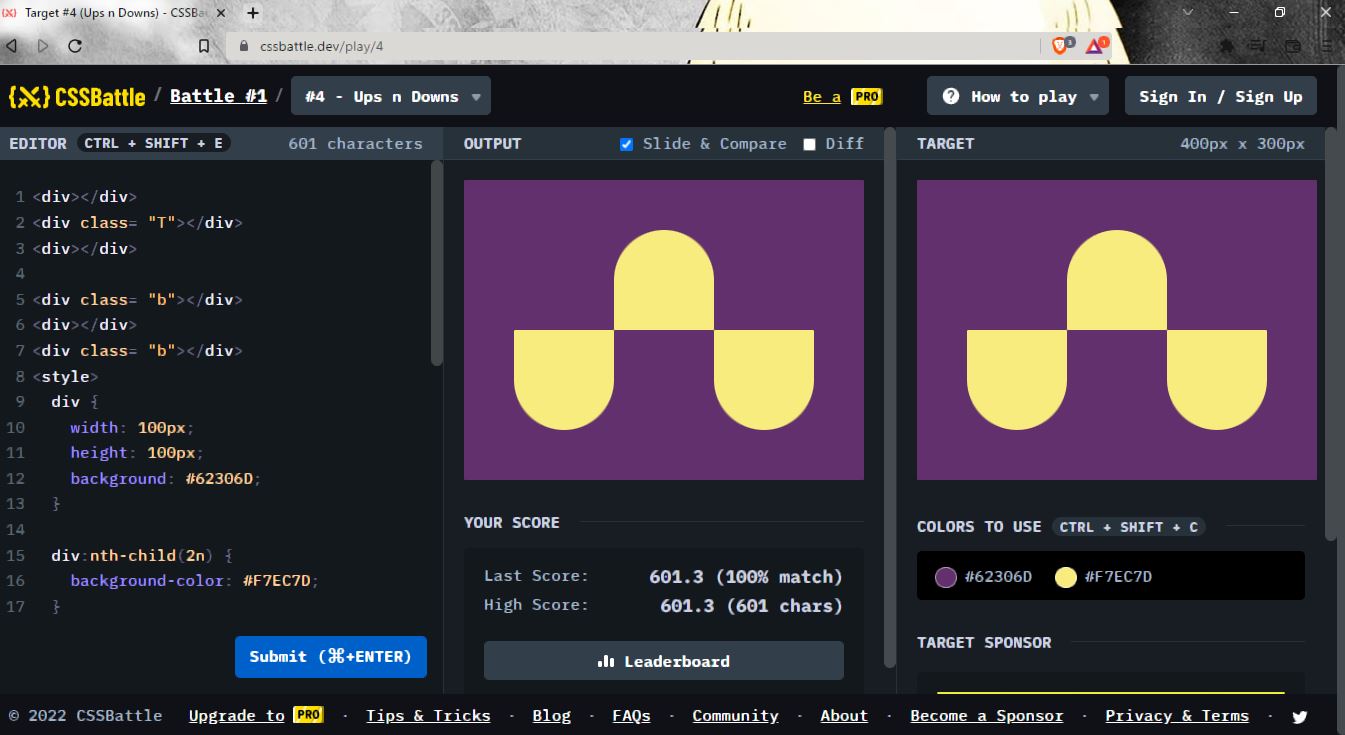 Target #4 (Ups n Downs) - CSSBa
cssbattle.dev/play/4
{X} CSSBattle / Battle #1 / #4 - Ups n Downs
Be a PRO
How to play
Sign In / Sign Up
EDITOR CTRL + SHIFT + E 601 characters
OUTPUT Slide & Compare Diff
TARGET 400px x 300px
1 <div></div>
2 <div class= "T"></div>
3 <div></div>
4
5 <div class= "b"></div>
6 <div></div>
7 <div class= "b"></div>
8 <style>
9 div {
10 width: 100px;
11 height: 100px;
12 background: #62306D;
13 }
14
15 div:nth-child(2n) {
16 background-color: #F7EC7D;
17 }
Submit (⌘+ENTER)
YOUR SCORE
Last Score: 601.3 (100% match)
High Score: 601.3 (601 chars)
Leaderboard
COLORS TO USE CTRL + SHIFT + C
#62306D #F7EC7D
TARGET SPONSOR
© 2022 CSSBattle Upgrade to PRO · Tips & Tricks · Blog · FAQs · Community · About · Become a Sponsor · Privacy & Terms ·